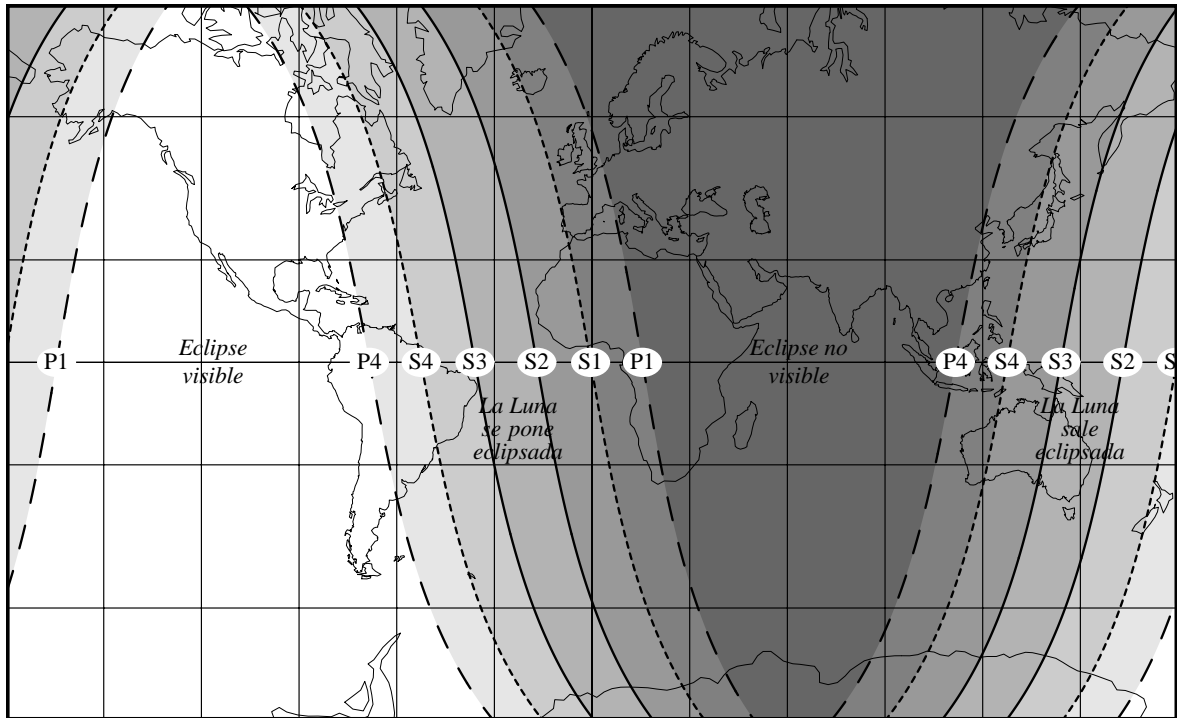 Eclipse
visible
Eclipse no
visible
P1
P4
S4
S3
S2
S1
P1
P4
S4
S3
S2
S
La Luna
se pone
eclipsada
La Luna
sale
eclipsada